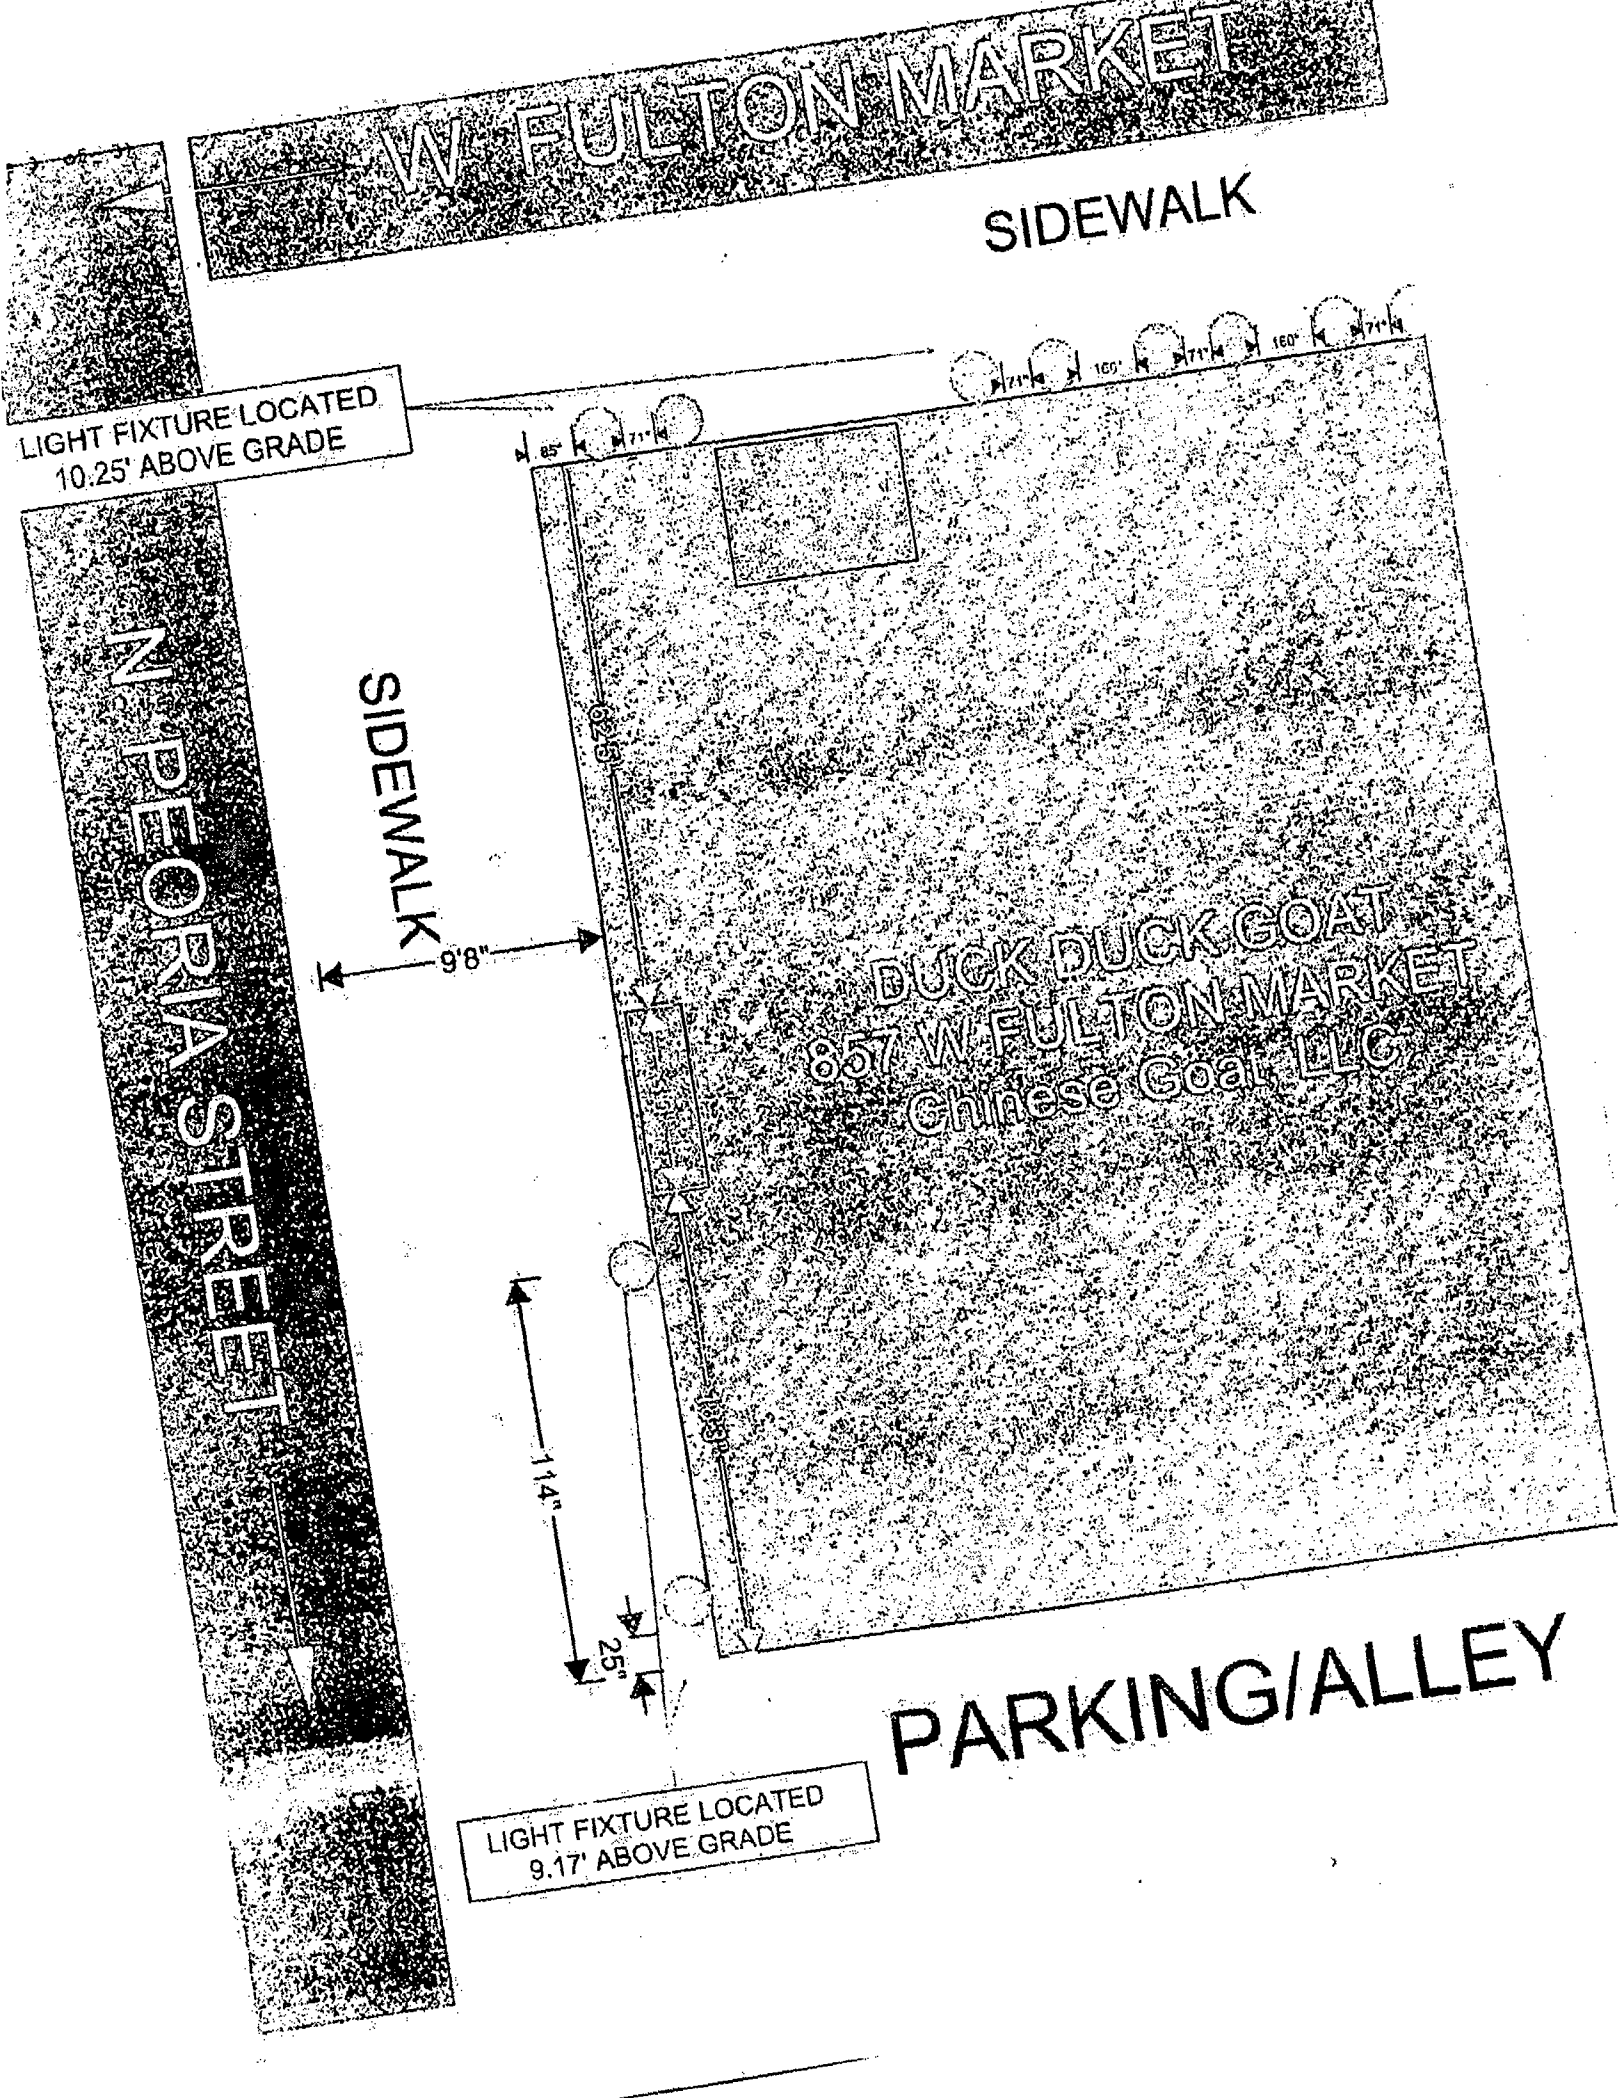 W FULTON MARKET
SIDEWALK
LIGHT FIXTURE LOCATED
10.25' ABOVE GRADE
85"
71"
71"
160"
71"
160"
71"
N PEORIA STREET
SIDEWALK
9'8"
DUCK DUCK GOAT
857 W FULTON MARKET
Chinese Goat, LLC
114"
25"
PARKING/ALLEY
LIGHT FIXTURE LOCATED
9.17' ABOVE GRADE